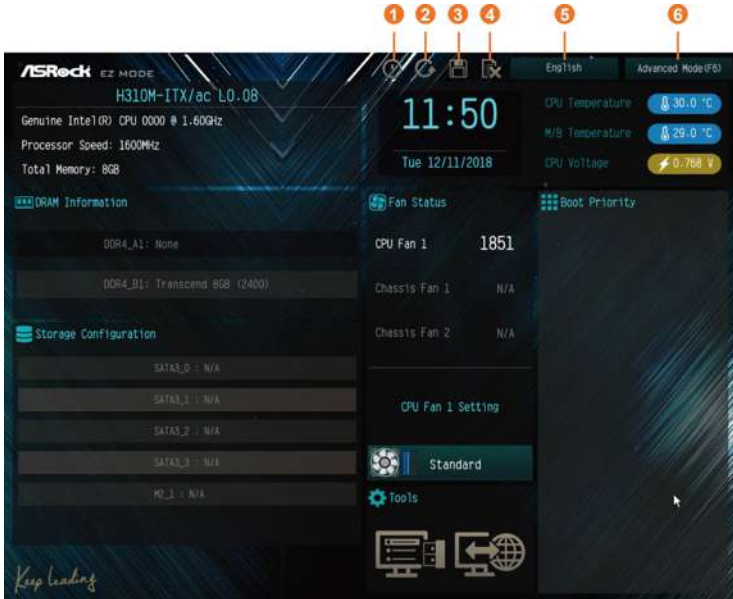 1 2 3 4 5 6
ASRock EZ MODE
English
Advanced Mode(F6)
H310M-ITX/ac L0.08
Genuine Intel(R) CPU 0000 @ 1.60GHz
Processor Speed: 1600MHz
Total Memory: 8GB
11:50
Tue 12/11/2018
CPU Temperature 30.0 °C
M/B Temperature 29.0 °C
CPU Voltage 0.768 V
DRAM Information
DDR4_A1: None
DDR4_B1: Transcend 8GB (2400)
Storage Configuration
SATA3_0 : N/A
SATA3_1 : N/A
SATA3_2 : N/A
SATA3_3 : N/A
M2_1 : N/A
Fan Status
CPU Fan 1 1851
Chassis Fan 1 N/A
Chassis Fan 2 N/A
CPU Fan 1 Setting
Standard
Tools
Boot Priority
Keep Leading